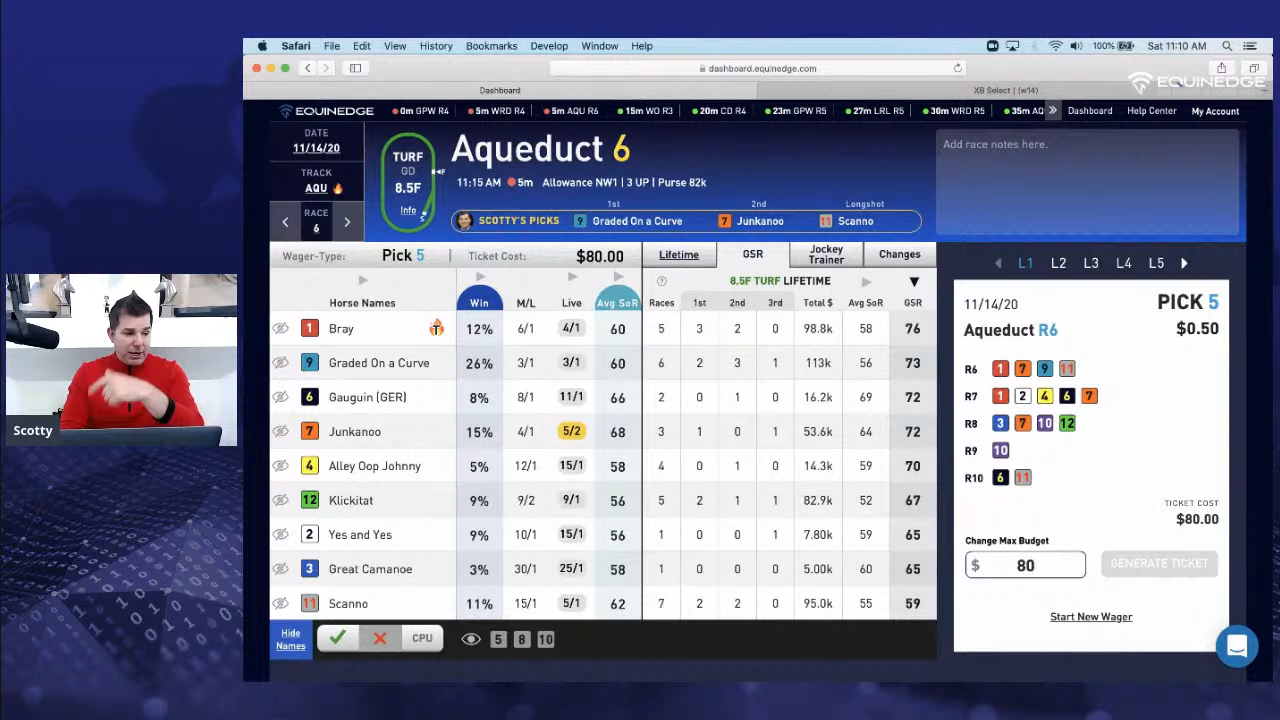 Safari File Edit View History Bookmarks Develop Window Help 100% Sat 11:10 AM
dashboard.equinedge.com
Dashboard XB Select | (w14)
EQUINEDGE
EQUINEDGE 0m GPW R4 5m WRD R4 5m AQU R6 15m WO R3 20m CD R4 23m GPW R5 27m LRL R5 30m WRD R5 35m AQ » Dashboard Help Center My Account
DATE
11/14/20
TRACK
AQU
RACE
6
TURF
GD
8.5F
Info
F
S
Aqueduct 6
11:15 AM 5m Allowance NW1 | 3 UP | Purse 82k
1st 2nd Longshot
SCOTTY'S PICKS 9 Graded On a Curve 7 Junkanoo 11 Scanno
Add race notes here.
Wager-Type: Pick 5 Ticket Cost: $80.00
Lifetime GSR Jockey Trainer Changes
8.5F TURF LIFETIME
Horse Names Win M/L Live Avg SoR Races 1st 2nd 3rd Total $ Avg SoR GSR
1 Bray T 12% 6/1 4/1 60 5 3 2 0 98.8k 58 76
9 Graded On a Curve 26% 3/1 3/1 60 6 2 3 1 113k 56 73
6 Gauguin (GER) 8% 8/1 11/1 66 2 0 1 0 16.2k 69 72
7 Junkanoo 15% 4/1 5/2 68 3 1 0 1 53.6k 64 72
4 Alley Oop Johnny 5% 12/1 15/1 58 4 0 1 0 14.3k 59 70
12 Klickitat 9% 9/2 9/1 56 5 2 1 1 82.9k 52 67
2 Yes and Yes 9% 10/1 15/1 56 1 0 0 1 7.80k 59 65
3 Great Camanoe 3% 30/1 25/1 58 1 0 0 0 5.00k 60 65
11 Scanno 11% 15/1 5/1 62 7 2 2 0 95.0k 55 59
Hide Names CPU 5 8 10
L1 L2 L3 L4 L5
11/14/20 PICK 5
Aqueduct R6 $0.50
R6 1 7 9 11
R7 1 2 4 6 7
R8 3 7 10 12
R9 10
R10 6 11
TICKET COST
$80.00
Change Max Budget
$ 80 GENERATE TICKET
Start New Wager
Scotty